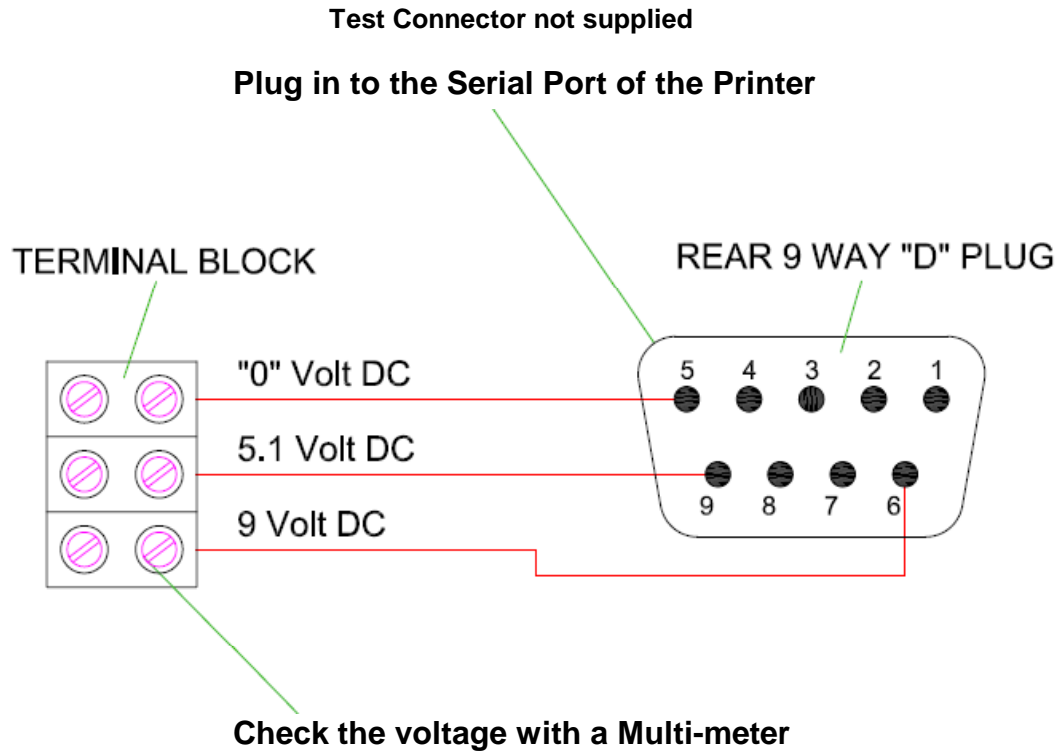 Test Connector not supplied
Plug in to the Serial Port of the Printer
TERMINAL BLOCK
REAR 9 WAY "D" PLUG
"0" Volt DC
5 4 3 2 1
5.1 Volt DC
9 8 7 6
9 Volt DC
Check the voltage with a Multi-meter